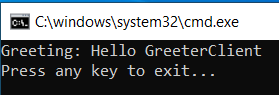 C:\windows\system32\cmd.exe
Greeting: Hello GreeterClient
Press any key to exit...